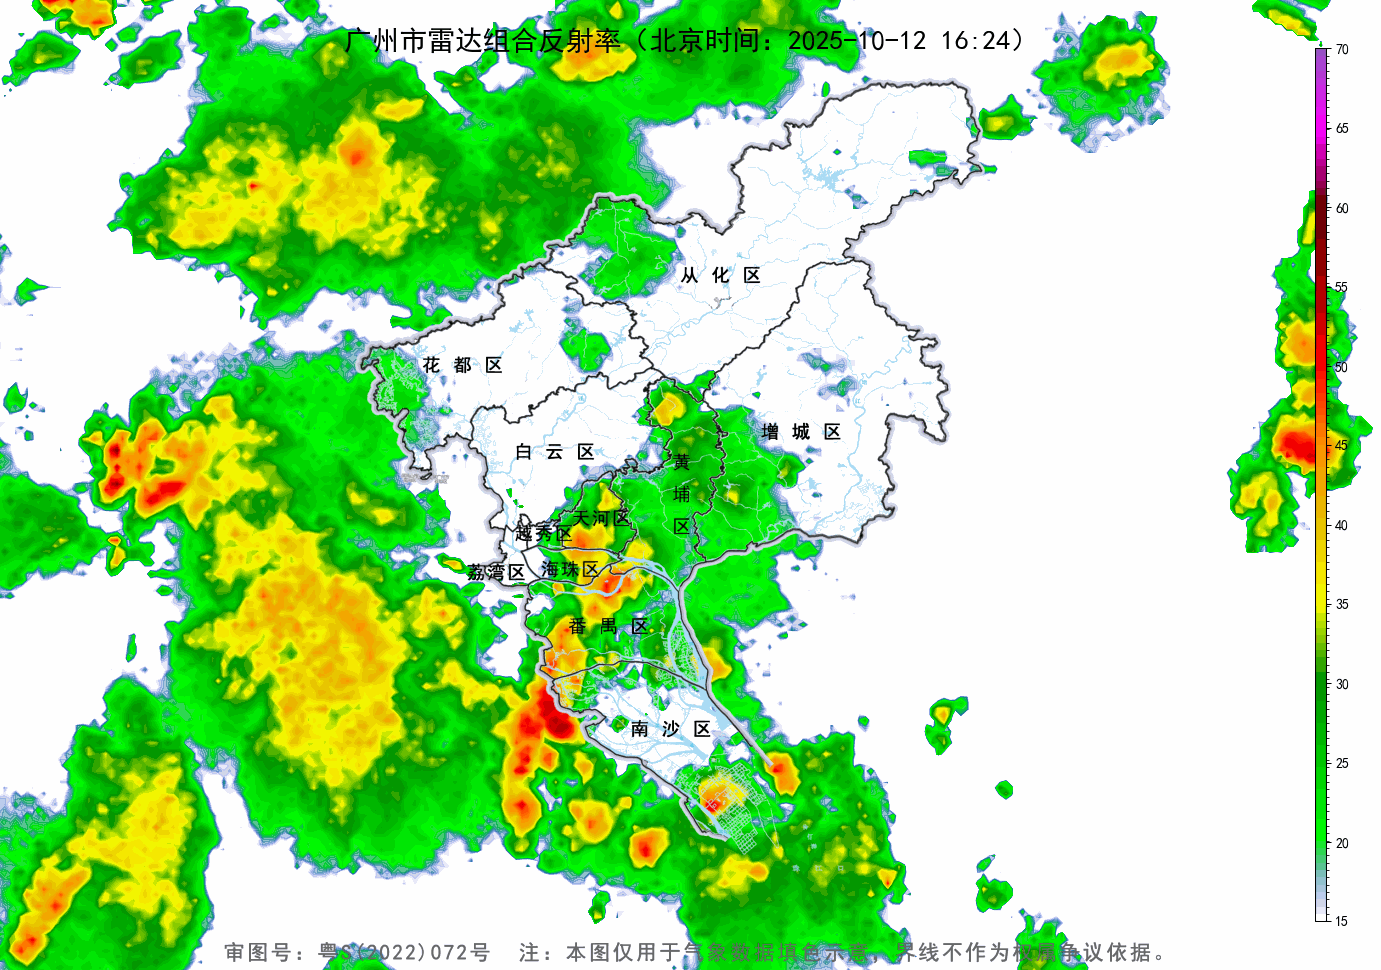 广州市雷达组合反射率（北京时间：2025-10-12 16:24）
70
65
60
55
50
45
40
35
30
25
20
15
从化区
花都区
增城区
白云区
黄埔区
天河区
越秀区
海珠区
荔湾区
番禺区
南沙区
审图号：粤S(2022)072号 注：本图仅用于气象数据填色示意，界线不作为权属争议依据。